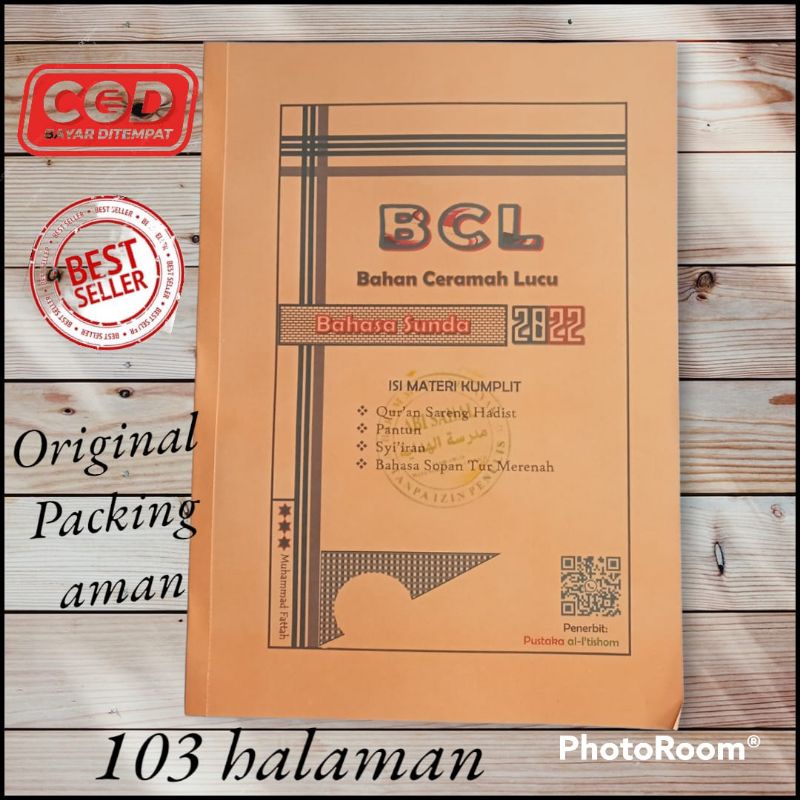 COD
BAYAR DITEMPAT
BEST
SELLER
BEST SELLER
Original
Packing
aman
BCL
Bahan Ceramah Lucu
Bahasa Sunda 2022
ISI MATERI KUMPLIT
❖ Qur'an Sareng Hadist
❖ Pantun
❖ Syi'iran
❖ Bahasa Sopan Tur Merenah
Muhammad Fattah
Penerbit:
Pustaka al-I'tishom
103 halaman
PhotoRoom®